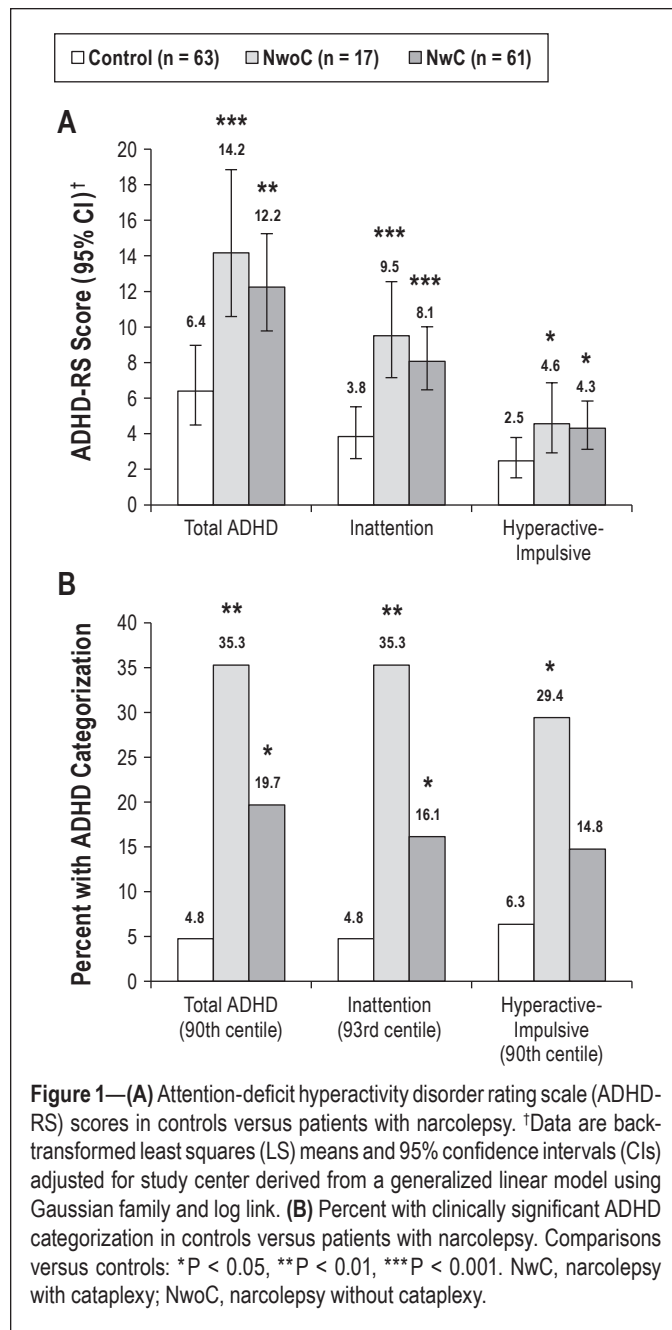 Control (n = 63) NwoC (n = 17) NwC (n = 61)
A
ADHD-RS Score (95% CI)†
20
18
16
14
12
10
8
6
4
2
0
6.4
***
14.2
**
12.2
3.8
***
9.5
***
8.1
2.5
*
4.6
*
4.3
Total ADHD Inattention Hyperactive-
Impulsive
B
Percent with ADHD Categorization
40
35
30
25
20
15
10
5
0
4.8
**
35.3
*
19.7
4.8
**
35.3
*
16.1
6.3
*
29.4
14.8
Total ADHD Inattention Hyperactive-
(90th centile) (93rd centile) Impulsive
(90th centile)
Figure 1—(A) Attention-deficit hyperactivity disorder rating scale (ADHD-
RS) scores in controls versus patients with narcolepsy. †Data are back-
transformed least squares (LS) means and 95% confidence intervals (CIs)
adjusted for study center derived from a generalized linear model using
Gaussian family and log link. (B) Percent with clinically significant ADHD
categorization in controls versus patients with narcolepsy. Comparisons
versus controls: *P < 0.05, **P < 0.01, ***P < 0.001. NwC, narcolepsy
with cataplexy; NwoC, narcolepsy without cataplexy.